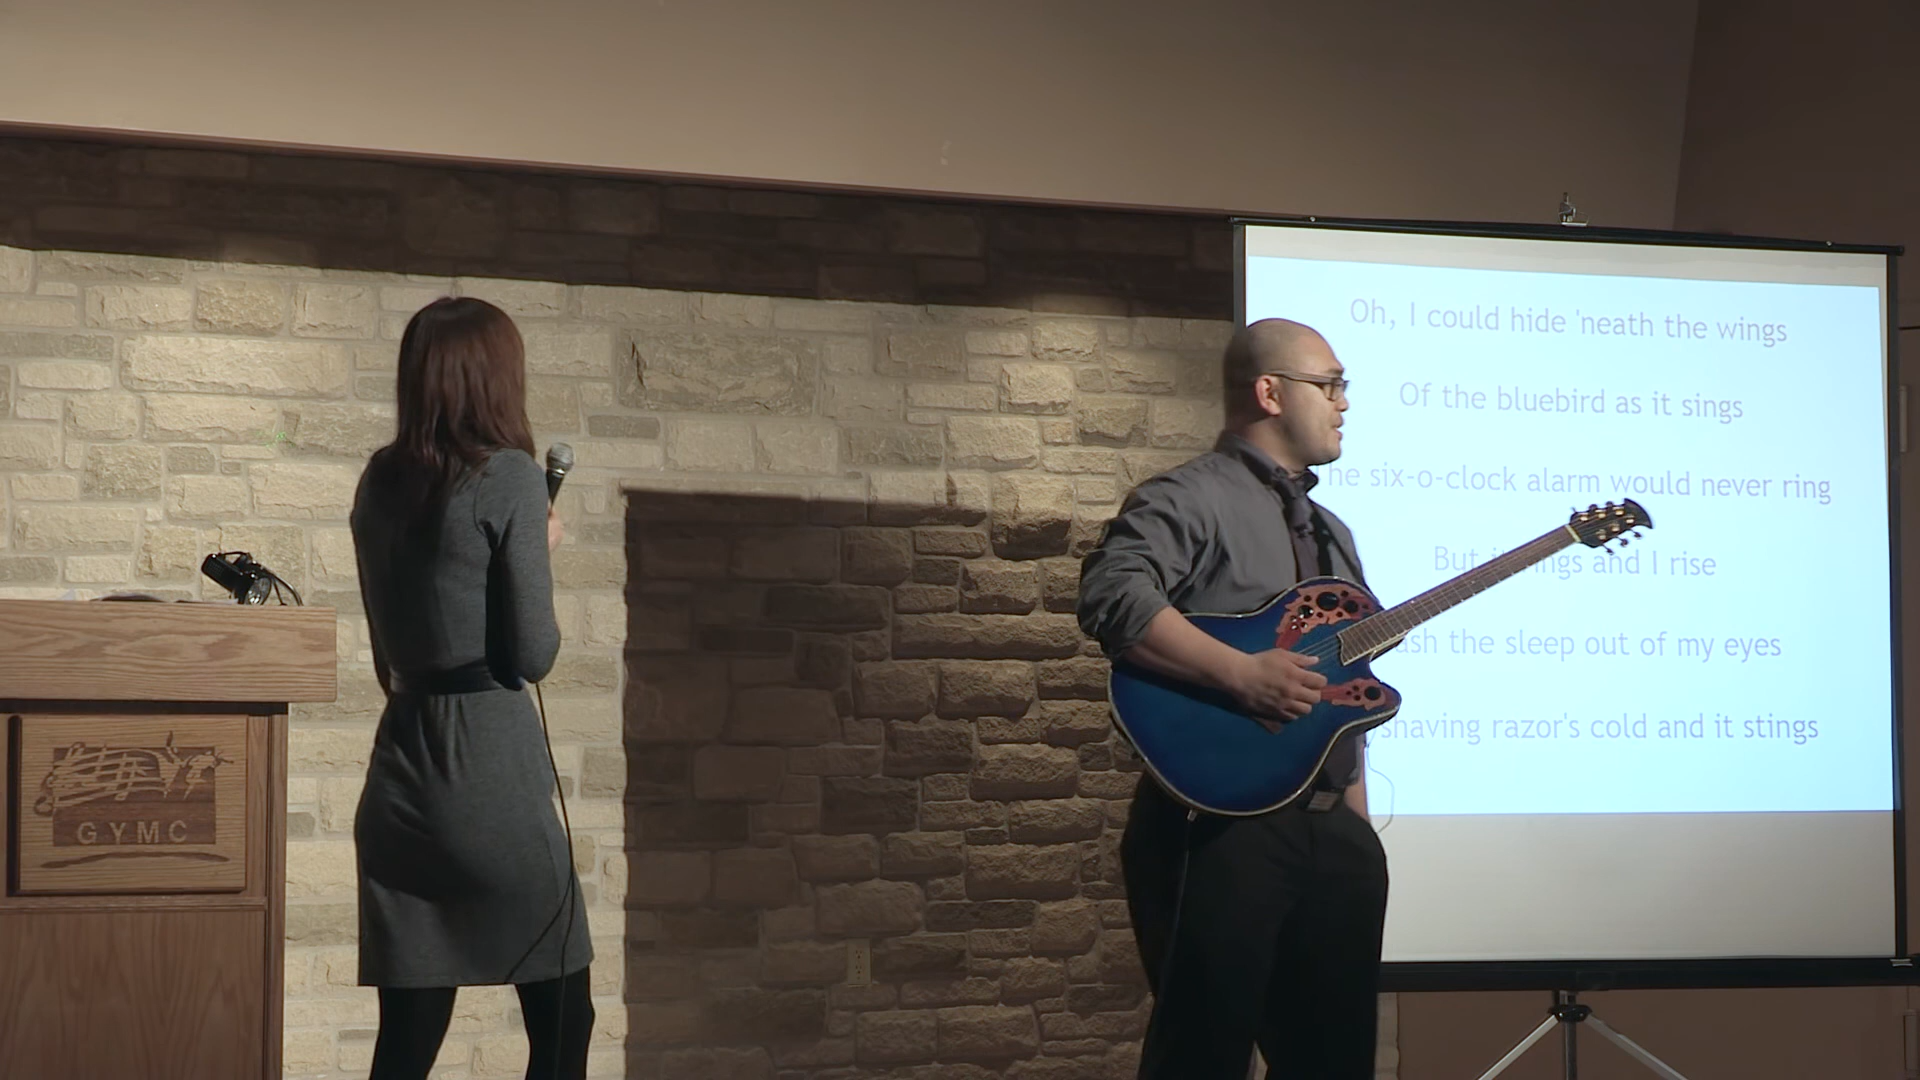 Oh, I could hide 'neath the wings
Of the bluebird as it sings
he six-o-clock alarm would never ring
But ngs and I rise
ash the sleep out of my eyes
shaving razor's cold and it stings
GYMC